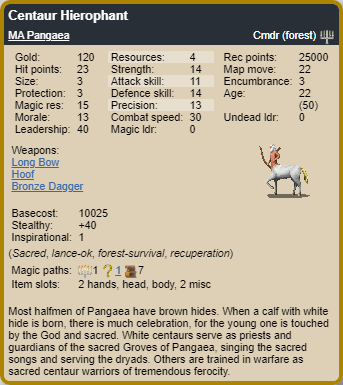 Centaur Hierophant
MA Pangaea Cmdr (forest)
Gold: 120 Resources: 4 Rec points: 25000
Hit points: 23 Strength: 14 Map move: 22
Size: 3 Attack skill: 11 Encumbrance: 3
Protection: 3 Defence skill: 14 Age: 22
Magic res: 15 Precision: 13 (50)
Morale: 13 Combat speed: 30 Undead ldr: 0
Leadership: 40 Magic ldr: 0
Weapons:
Long Bow
Hoof
Bronze Dagger
Basecost: 10025
Stealthy: +40
Inspirational: 1
(Sacred, lance-ok, forest-survival, recuperation)
Magic paths: 1 ? 1 7
Item slots: 2 hands, head, body, 2 misc
Most halfmen of Pangaea have brown hides. When a calf with white
hide is born, there is much celebration, for the young one is touched
by the God and sacred. White centaurs serve as priests and
guardians of the sacred Groves of Pangaea, singing the sacred
songs and serving the dryads. Others are trained in warfare as
sacred centaur warriors of tremendous ferocity.